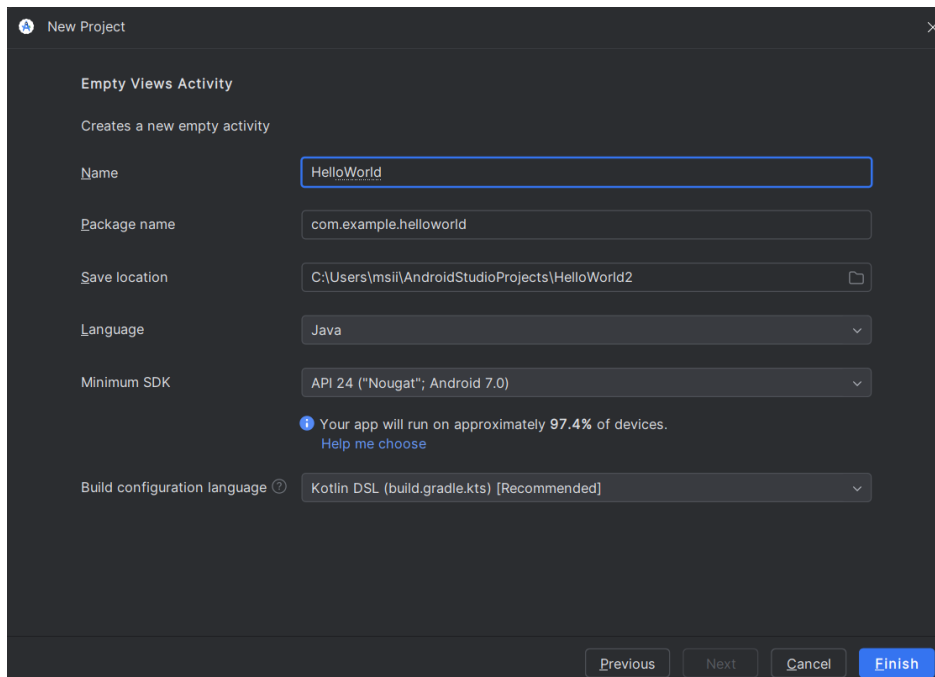 New Project
Empty Views Activity
Creates a new empty activity
Name HelloWorld
Package name com.example.helloworld
Save location C:\Users\msii\AndroidStudioProjects\HelloWorld2
Language Java
Minimum SDK API 24 ("Nougat"; Android 7.0)
Your app will run on approximately 97.4% of devices.
Help me choose
Build configuration language ? Kotlin DSL (build.gradle.kts) [Recommended]
Previous Next Cancel Finish